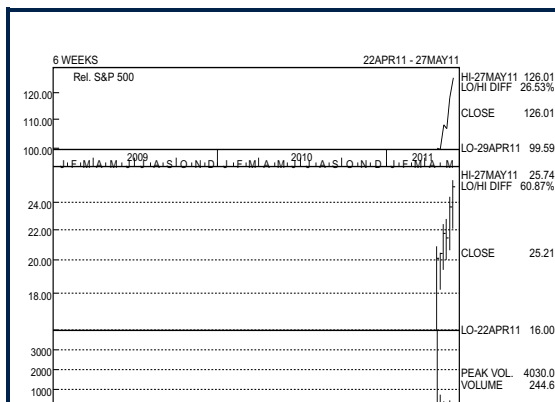 6 WEEKS 22APR11 - 27MAY11
Rel. S&P 500
HI-27MAY11 126.01
LO/HI DIFF 26.53%
120.00
CLOSE 126.01
110.00
100.00
LO-29APR11 99.59
2009 2010 2011
J F M A M J J A S O N D J F M A M J J A S O N D J F M A M
HI-27MAY11 25.74
LO/HI DIFF 60.87%
24.00
22.00
CLOSE 25.21
20.00
18.00
LO-22APR11 16.00
3000
2000
PEAK VOL. 4030.0
VOLUME 244.6
1000